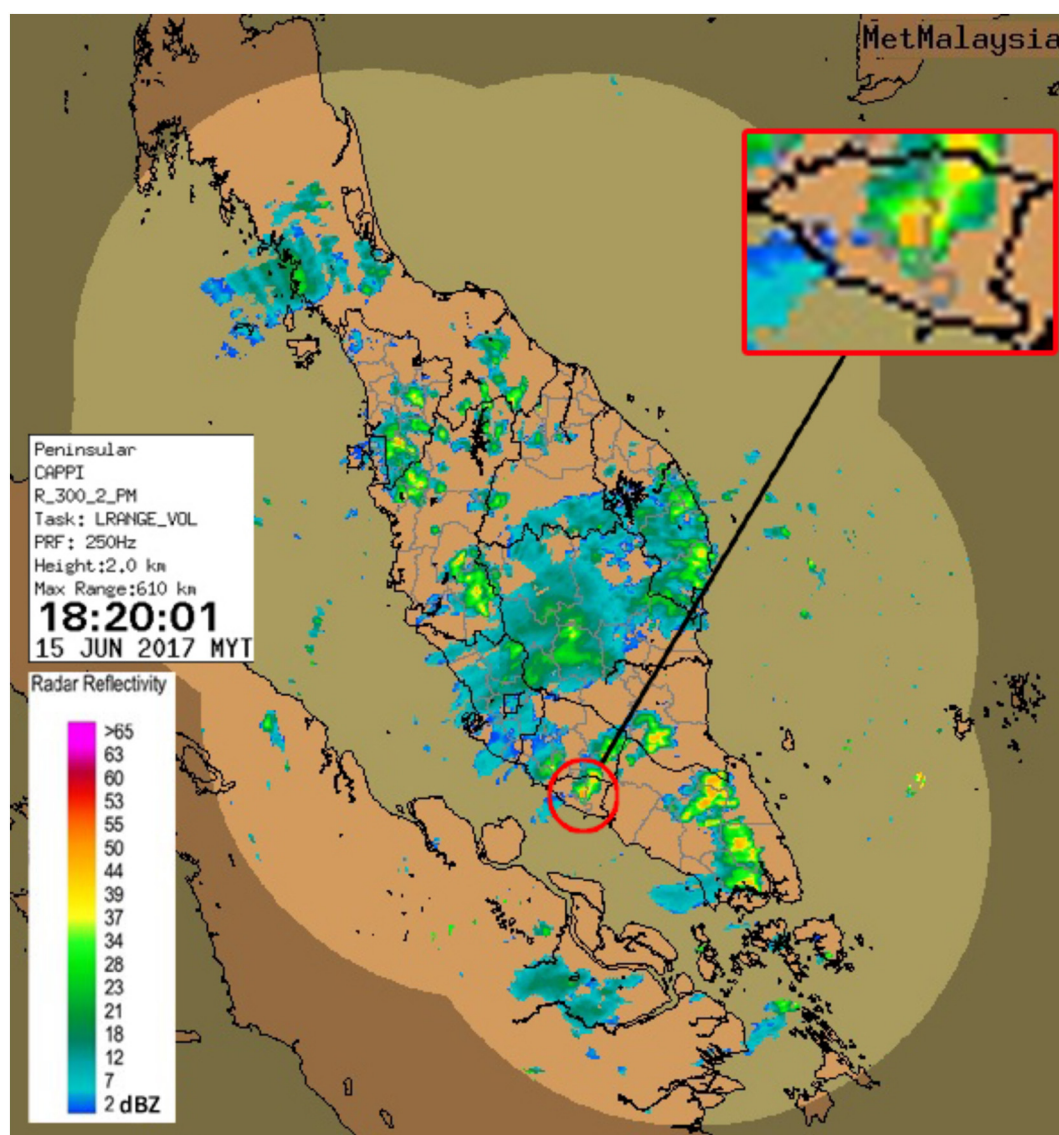 MetMalaysia
Peninsular
CAPPI
R_300_2_PM
Task: LRANGE_VOL
PRF: 250Hz
Height:2.0 km
Max Range:610 km
18:20:01
15 JUN 2017 MYT
Radar Reflectivity
>65
63
60
53
55
50
44
39
37
34
28
23
21
18
12
7
2 dBZ